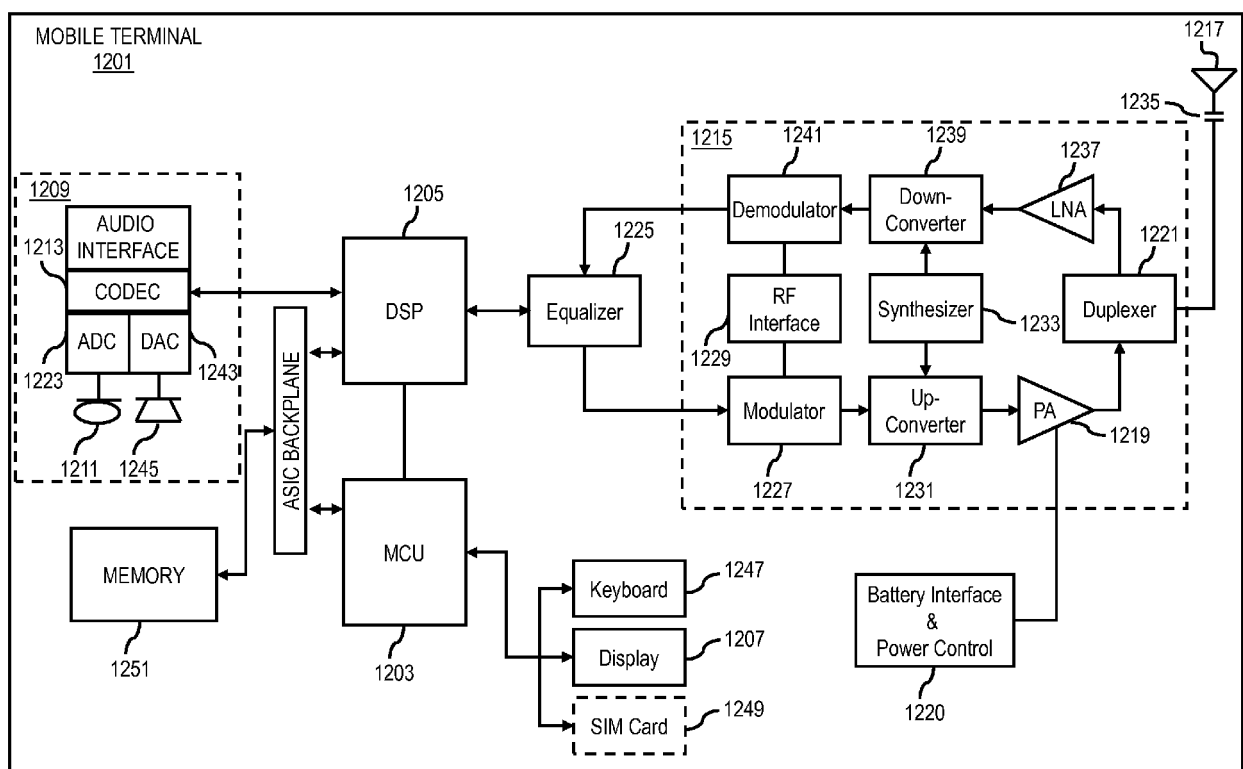 MOBILE TERMINAL
1201
1217
1235
1215
1241
1239
1237
1209
1205
Demodulator
Down-
Converter
LNA
1221
AUDIO
INTERFACE
1213
1225
CODEC
DSP
Equalizer
RF
Interface
Synthesizer
Duplexer
1233
1229
ADC
DAC
1223
1243
ASIC BACKPLANE
Modulator
Up-
Converter
PA
1219
1211
1245
1227
1231
MCU
MEMORY
1247
Keyboard
Battery Interface
&
Power Control
1207
Display
1251
1203
1249
SIM Card
1220